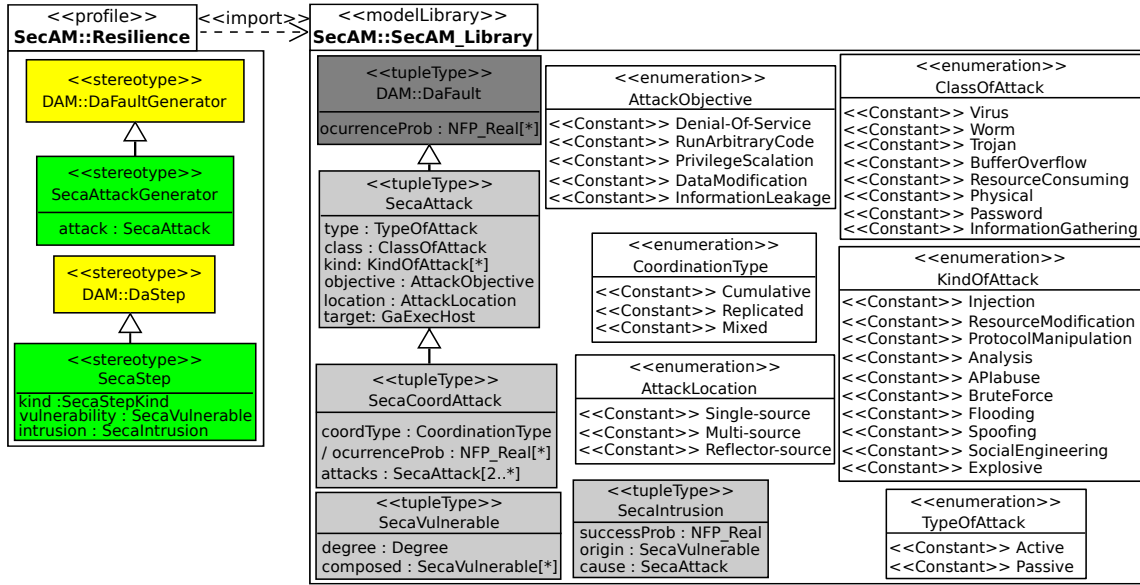 <<profile>>
SecAM::Resilience
<<import>>
<<modelLibrary>>
SecAM::SecAM_Library
<<stereotype>>
DAM::DaFaultGenerator
<<stereotype>>
SecaAttackGenerator
attack : SecaAttack
<<stereotype>>
DAM::DaStep
<<stereotype>>
SecaStep
kind :SecaStepKind
vulnerability : SecaVulnerable
intrusion : SecaIntrusion
<<tupleType>>
DAM::DaFault
ocurrenceProb : NFP_Real[*]
<<tupleType>>
SecaAttack
type : TypeOfAttack
class : ClassOfAttack
kind: KindOfAttack[*]
objective : AttackObjective
location : AttackLocation
target: GaExecHost
<<tupleType>>
SecaCoordAttack
coordType : CoordinationType
/ ocurrenceProb : NFP_Real[*]
attacks : SecaAttack[2..*]
<<tupleType>>
SecaVulnerable
degree : Degree
composed : SecaVulnerable[*]
<<enumeration>>
AttackObjective
<<Constant>> Denial-Of-Service
<<Constant>> RunArbitraryCode
<<Constant>> PrivilegeScalation
<<Constant>> DataModification
<<Constant>> InformationLeakage
<<enumeration>>
CoordinationType
<<Constant>> Cumulative
<<Constant>> Replicated
<<Constant>> Mixed
<<enumeration>>
AttackLocation
<<Constant>> Single-source
<<Constant>> Multi-source
<<Constant>> Reflector-source
<<tupleType>>
SecaIntrusion
successProb : NFP_Real
origin : SecaVulnerable
cause : SecaAttack
<<enumeration>>
ClassOfAttack
<<Constant>> Virus
<<Constant>> Worm
<<Constant>> Trojan
<<Constant>> BufferOverflow
<<Constant>> ResourceConsuming
<<Constant>> Physical
<<Constant>> Password
<<Constant>> InformationGathering
<<enumeration>>
KindOfAttack
<<Constant>> Injection
<<Constant>> ResourceModification
<<Constant>> ProtocolManipulation
<<Constant>> Analysis
<<Constant>> APIabuse
<<Constant>> BruteForce
<<Constant>> Flooding
<<Constant>> Spoofing
<<Constant>> SocialEngineering
<<Constant>> Explosive
<<enumeration>>
TypeOfAttack
<<Constant>> Active
<<Constant>> Passive